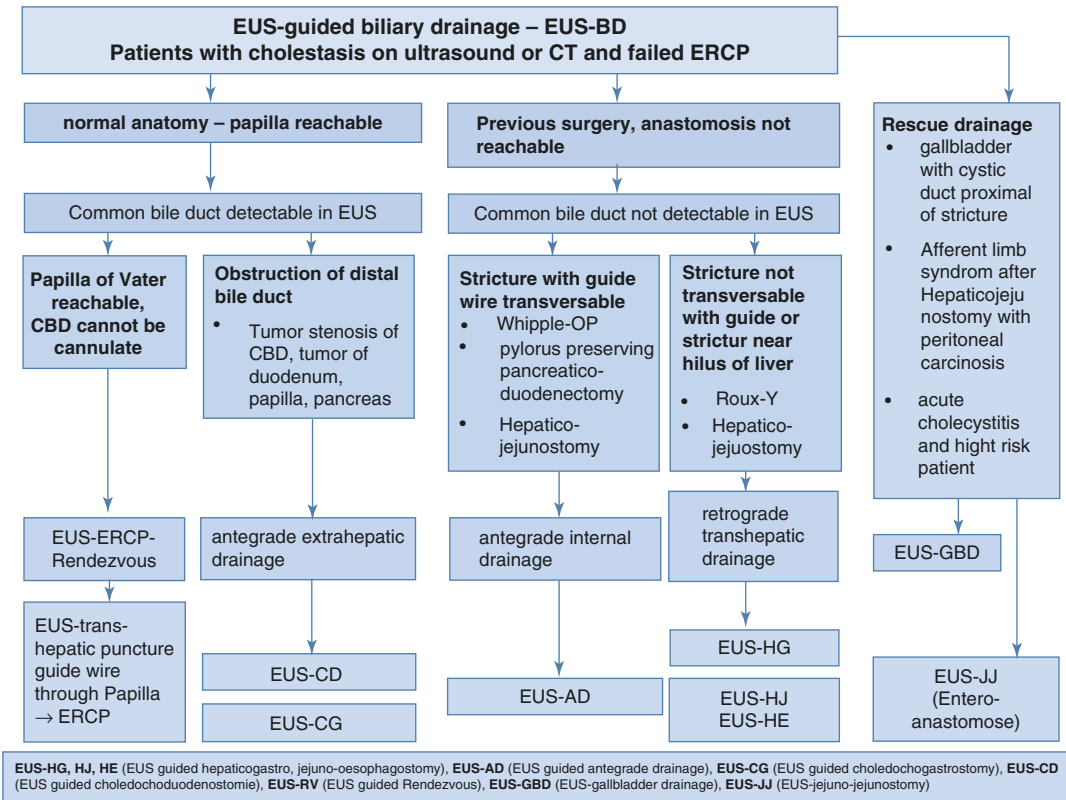 EUS-guided biliary drainage – EUS-BD
Patients with cholestasis on ultrasound or CT and failed ERCP
normal anatomy – papilla reachable
Common bile duct detectable in EUS
Papilla of Vater
reachable,
CBD cannot be
cannulate
EUS-ERCP-
Rendezvous
EUS-trans-
hepatic puncture
guide wire
through Papilla
→ ERCP
Obstruction of distal
bile duct
• Tumor stenosis of
CBD, tumor of
duodenum,
papilla, pancreas
antegrade extrahepatic
drainage
EUS-CD
EUS-CG
Previous surgery, anastomosis not
reachable
Common bile duct not detectable in EUS
Stricture with guide
wire transversable
• Whipple-OP
• pylorus preserving
pancreatico-
duodenectomy
• Hepatico-
jejunostomy
antegrade internal
drainage
EUS-AD
Stricture not
transversable
with guide or
strictur near
hilus of liver
• Roux-Y
• Hepatico-
jejuostomy
retrograde
transhepatic
drainage
EUS-HG
EUS-HJ
EUS-HE
Rescue drainage
• gallbladder
with cystic
duct proximal
of stricture
• Afferent limb
syndrom after
Hepaticojeju
nostomy with
peritoneal
carcinosis
• acute
cholecystitis
and hight risk
patient
EUS-GBD
EUS-JJ
(Entero-
anastomose)
EUS-HG, HJ, HE (EUS guided hepaticogastro, jejuno-oesophagostomy), EUS-AD (EUS guided antegrade drainage), EUS-CG (EUS guided choledochogastrostomy), EUS-CD
(EUS guided choledochoduodenostomie), EUS-RV (EUS guided Rendezvous), EUS-GBD (EUS-gallbladder drainage), EUS-JJ (EUS-jejuno-jejunostomy)